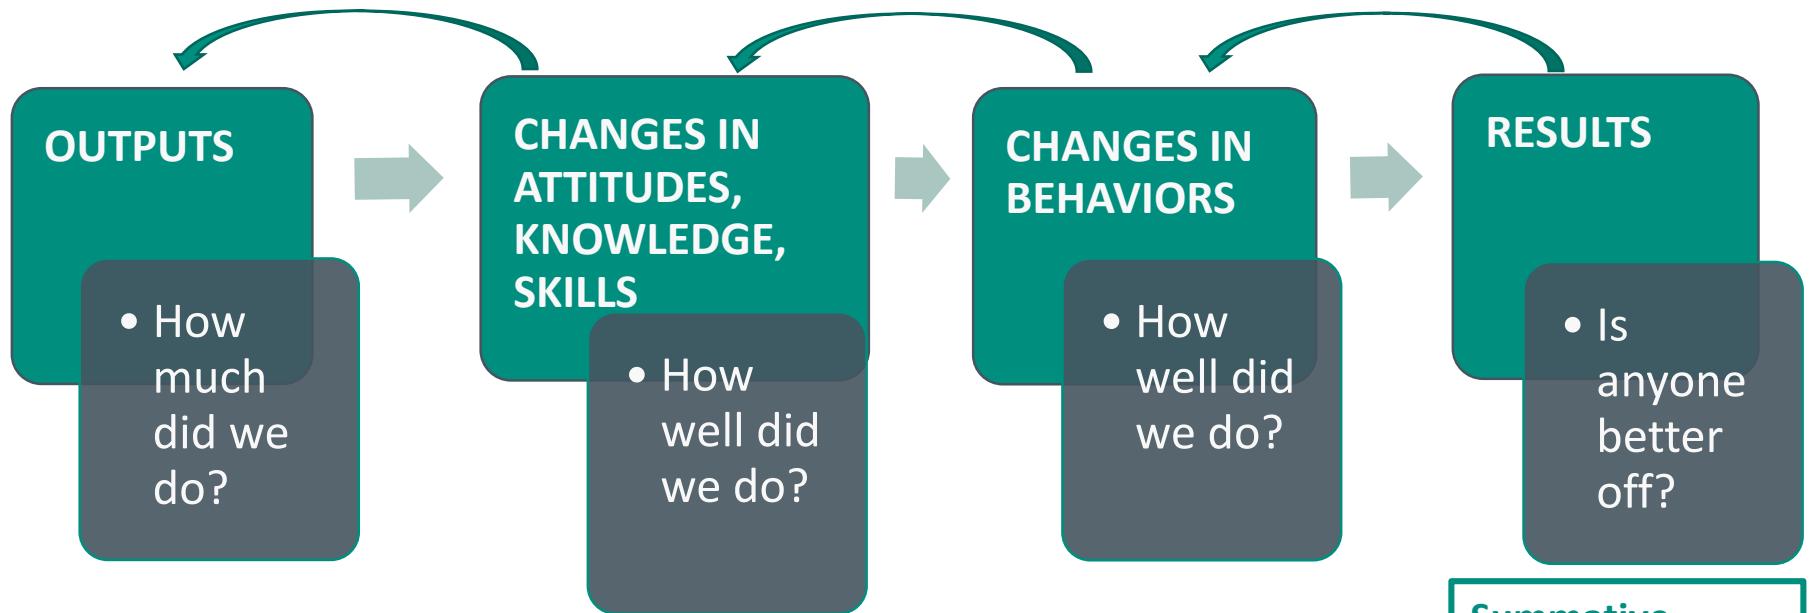 OUTPUTS
• How
much
did we
do?
CHANGES IN
ATTITUDES,
KNOWLEDGE,
SKILLS
• How
well did
we do?
CHANGES IN
BEHAVIORS
• How
well did
we do?
RESULTS
• Is
anyone
better
off?
Summative